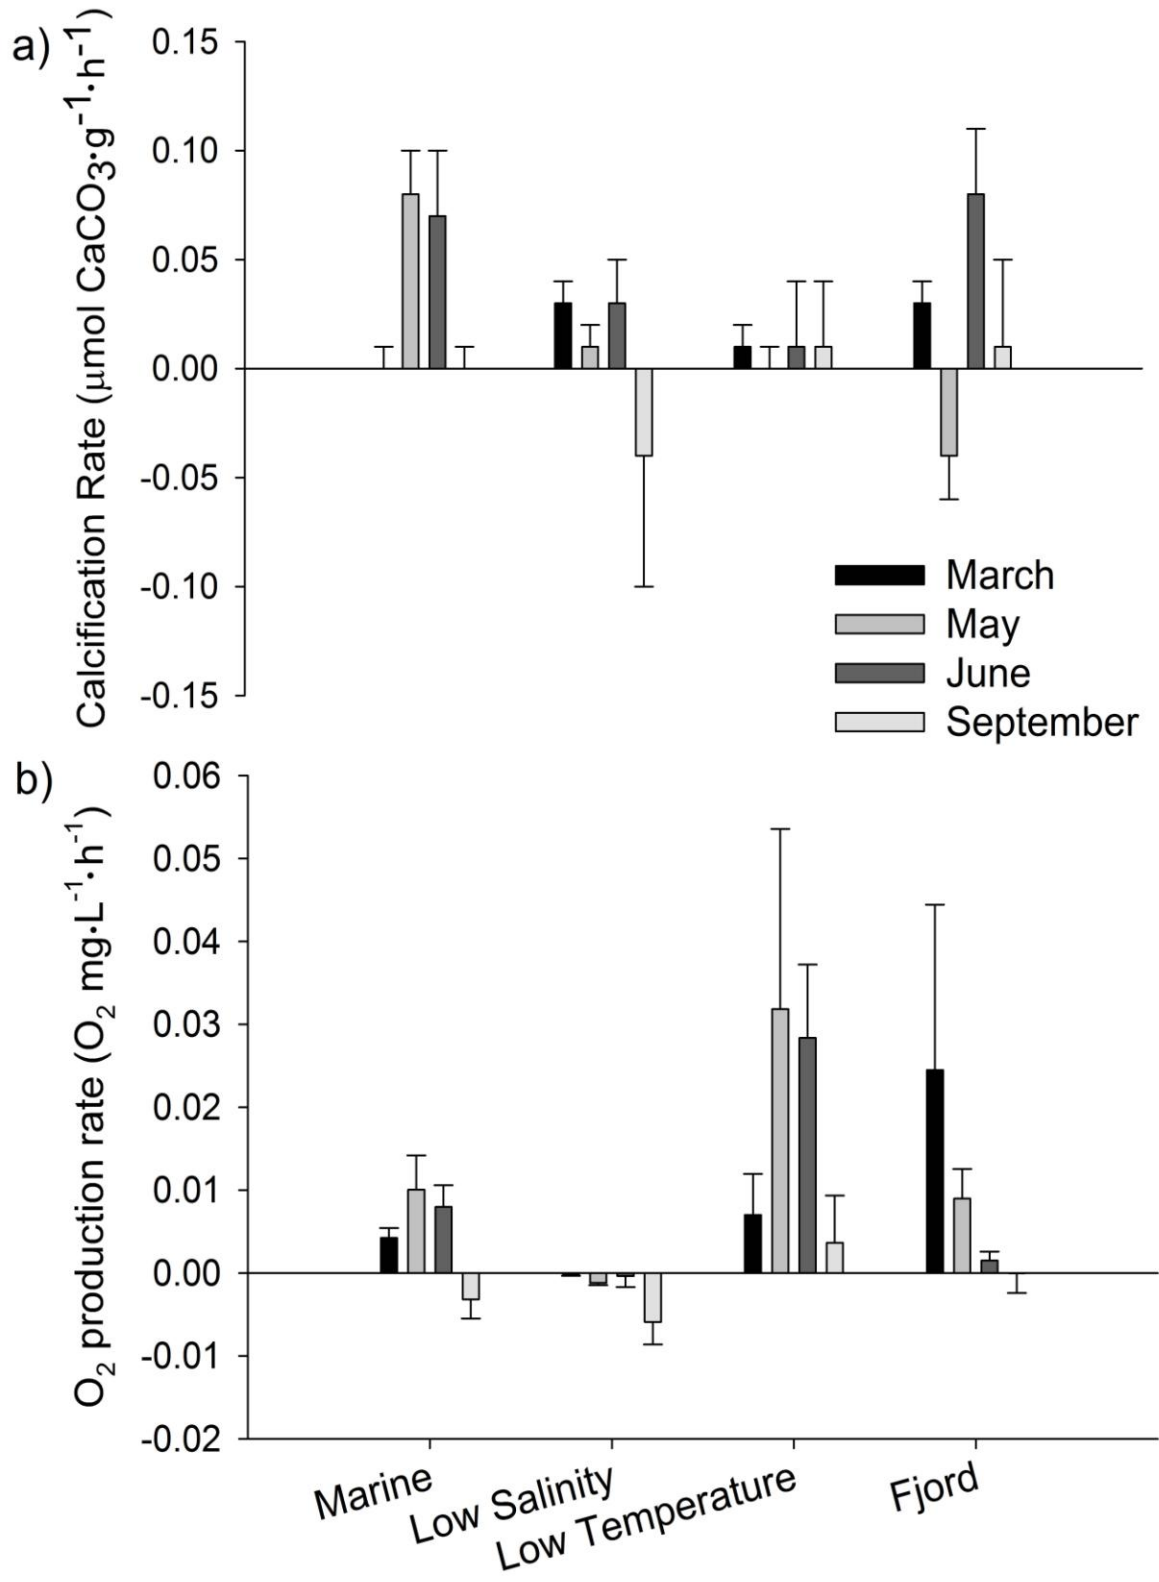 a)
Calcification Rate (μmol CaCO3·g−1·h−1)
0.15
0.10
0.05
0.00
-0.05
-0.10
-0.15
March
May
June
September
b)
O2 production rate (O2 mg·L-1·h-1)
0.06
0.05
0.04
0.03
0.02
0.01
0.00
-0.01
-0.02
Marine
Low Salinity
Low Temperature
Fjord